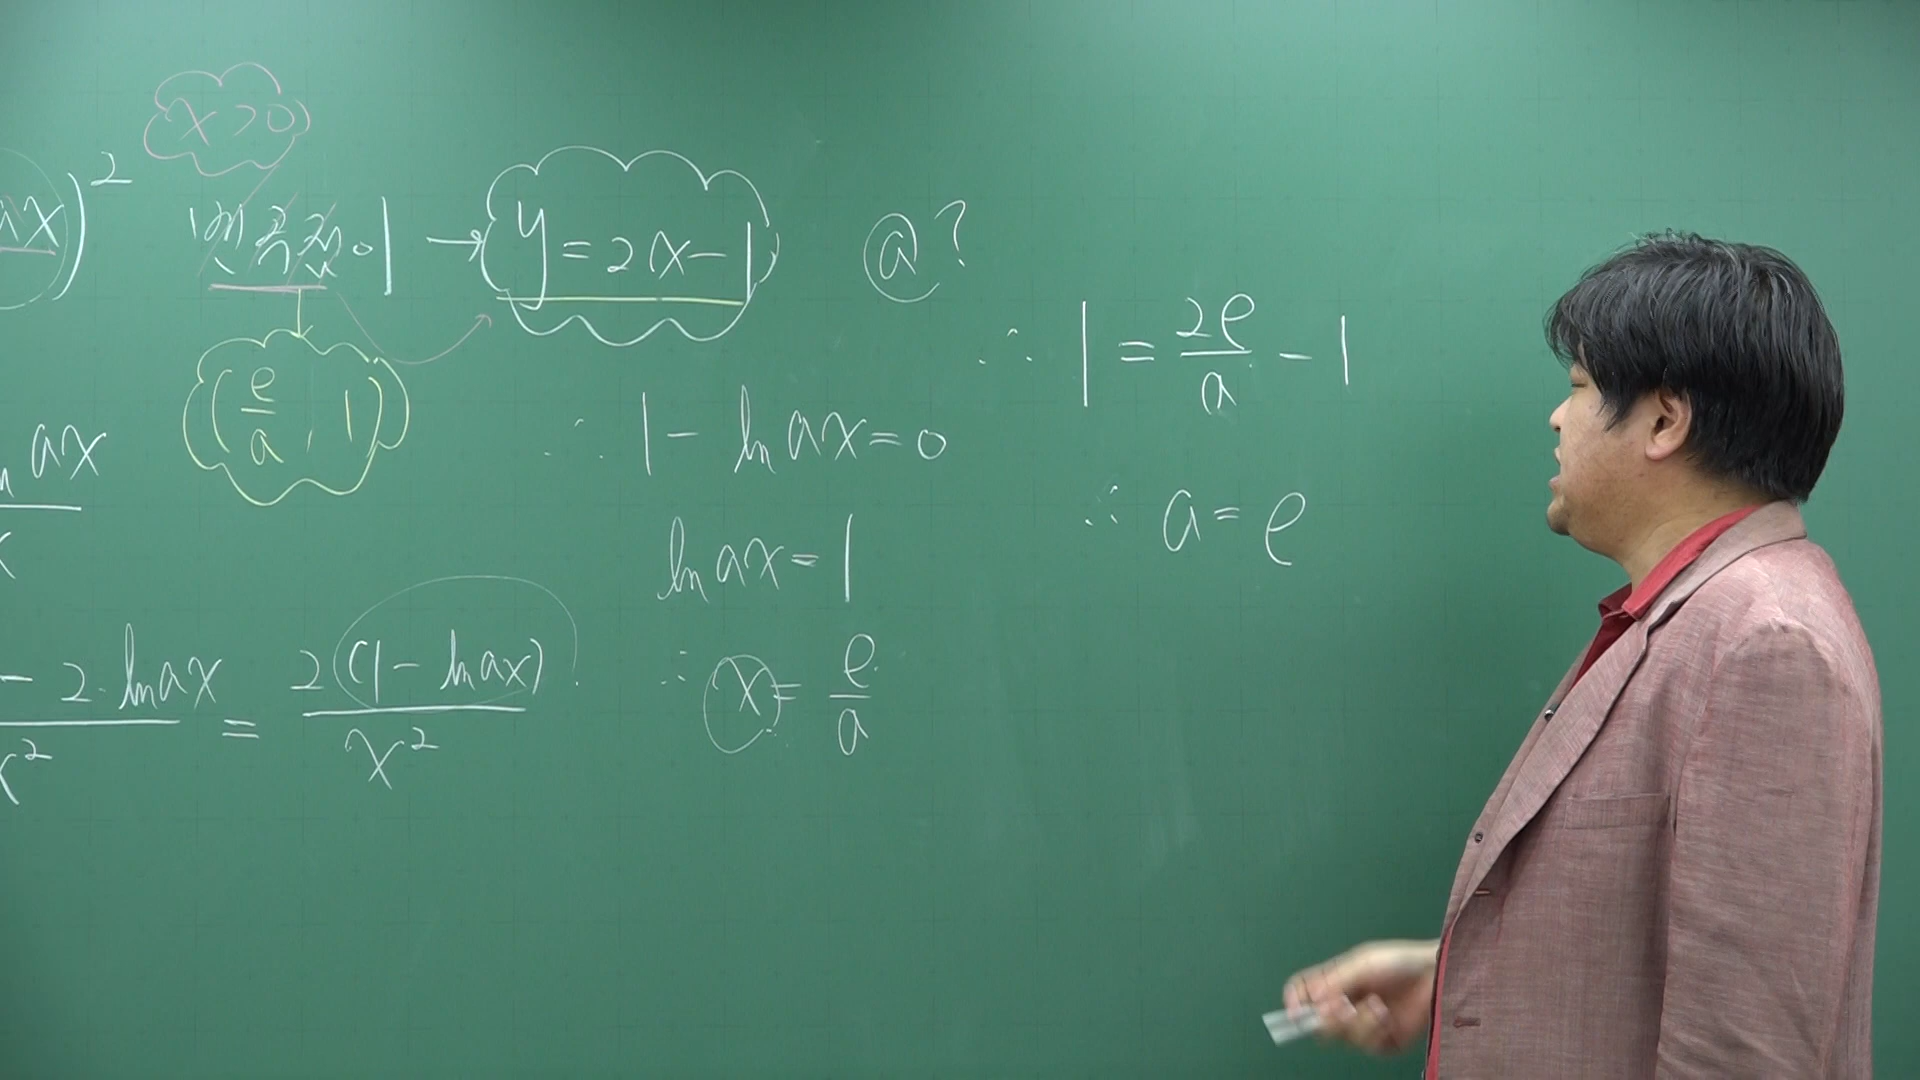 x>0
ax)²
변곡점이 → y=2x-1 ⓐ?
(e/a, 1)
∴ 1 = 2e/a - 1
∴ a = e
∴ 1 - ln ax = 0
ln ax = 1
∴ x = e/a
ax
- 2·ln ax / x² = 2(1 - ln ax) / x²